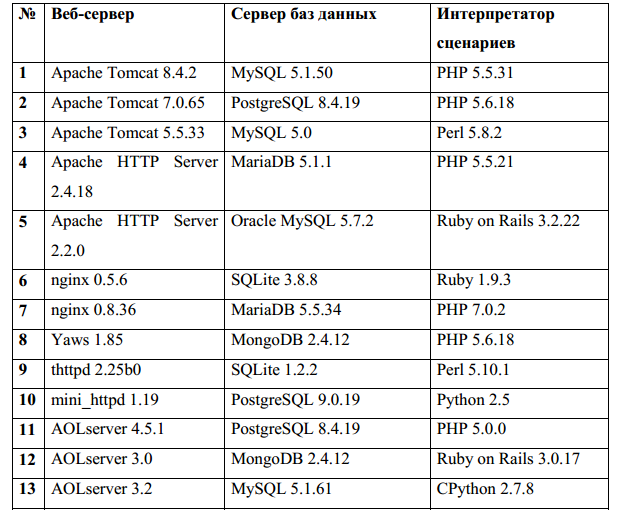 № Веб-сервер Сервер баз данных Интерпретатор
сценариев
1 Apache Tomcat 8.4.2 MySQL 5.1.50 PHP 5.5.31
2 Apache Tomcat 7.0.65 PostgreSQL 8.4.19 PHP 5.6.18
3 Apache Tomcat 5.5.33 MySQL 5.0 Perl 5.8.2
4 Apache HTTP Server MariaDB 5.1.1 PHP 5.5.21
2.4.18
5 Apache HTTP Server Oracle MySQL 5.7.2 Ruby on Rails 3.2.22
2.2.0
6 nginx 0.5.6 SQLite 3.8.8 Ruby 1.9.3
7 nginx 0.8.36 MariaDB 5.5.34 PHP 7.0.2
8 Yaws 1.85 MongoDB 2.4.12 PHP 5.6.18
9 thttpd 2.25b0 SQLite 1.2.2 Perl 5.10.1
10 mini_httpd 1.19 PostgreSQL 9.0.19 Python 2.5
11 AOLserver 4.5.1 PostgreSQL 8.4.19 PHP 5.0.0
12 AOLserver 3.0 MongoDB 2.4.12 Ruby on Rails 3.0.17
13 AOLserver 3.2 MySQL 5.1.61 CPython 2.7.8